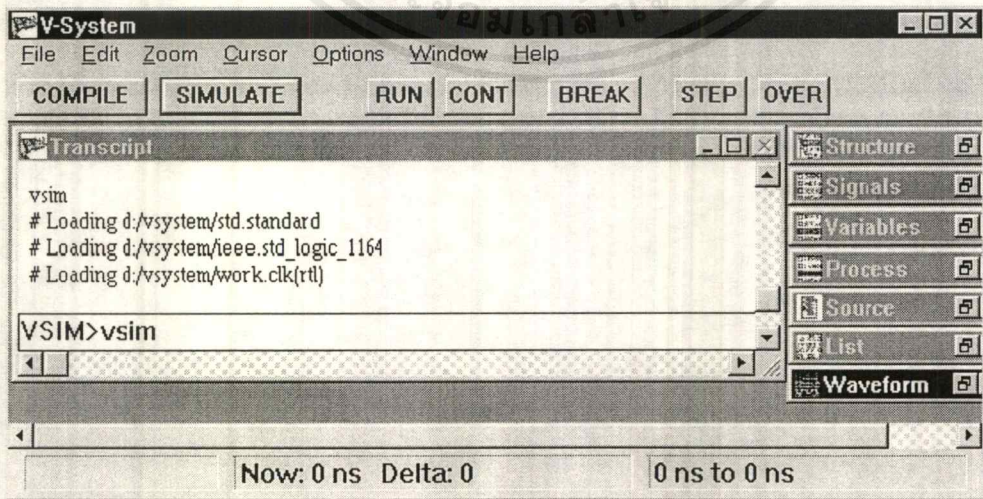 V-System
File Edit Zoom Cursor Options Window Help
COMPILE SIMULATE RUN CONT BREAK STEP OVER
Transcript
vsim
# Loading d:/vsystem/std.standard
# Loading d:/vsystem/ieee.std_logic_1164
# Loading d:/vsystem/work.clk(rtl)
VSIM>vsim
Structure
Signals
Variables
Process
Source
List
Waveform
Now: 0 ns Delta: 0 0 ns to 0 ns